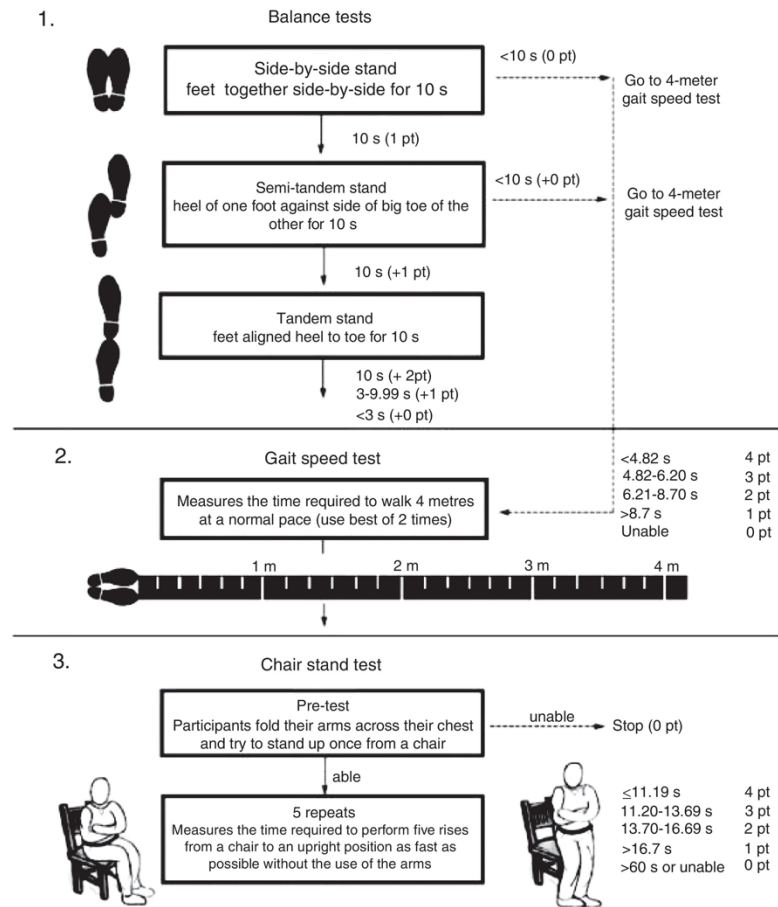 1.
Balance tests
Side-by-side stand
feet together side-by-side for 10 s
<10 s (0 pt)
Go to 4-meter
gait speed test
10 s (1 pt)
Semi-tandem stand
heel of one foot against side of big toe of the
other for 10 s
<10 s (+0 pt)
Go to 4-meter
gait speed test
10 s (+1 pt)
Tandem stand
feet aligned heel to toe for 10 s
10 s (+ 2pt)
3-9.99 s (+1 pt)
<3 s (+0 pt)
2.
Gait speed test
Measures the time required to walk 4 metres
at a normal pace (use best of 2 times)
<4.82 s 4 pt
4.82-6.20 s 3 pt
6.21-8.70 s 2 pt
>8.7 s 1 pt
Unable 0 pt
1 m 2 m 3 m 4 m
3.
Chair stand test
Pre-test
Participants fold their arms across their chest
and try to stand up once from a chair
unable
Stop (0 pt)
able
5 repeats
Measures the time required to perform five rises
from a chair to an upright position as fast as
possible without the use of the arms
≤11.19 s 4 pt
11.20-13.69 s 3 pt
13.70-16.69 s 2 pt
>16.7 s 1 pt
>60 s or unable 0 pt